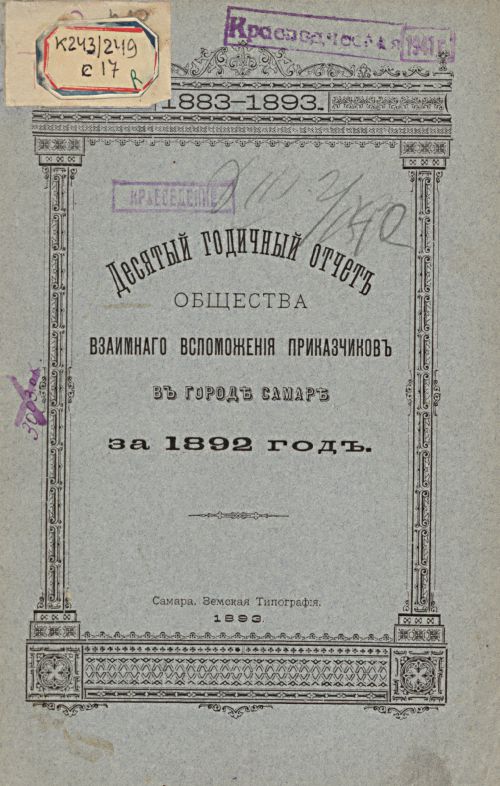 Краеведческая 1941 г.
К243/249
с 17
R
1883-1893.
КРАЕВЕДЕНИЕ
Десятый годичный отчетъ
ОБЩЕСТВА
ВЗАИМНАГО ВСПОМОЖЕНІЯ ПРИКАЗЧИКОВЪ
ВЪ ГОРОДѢ САМАРѢ
за 1892 годъ.
Самара. Земская Типографія.
1893.